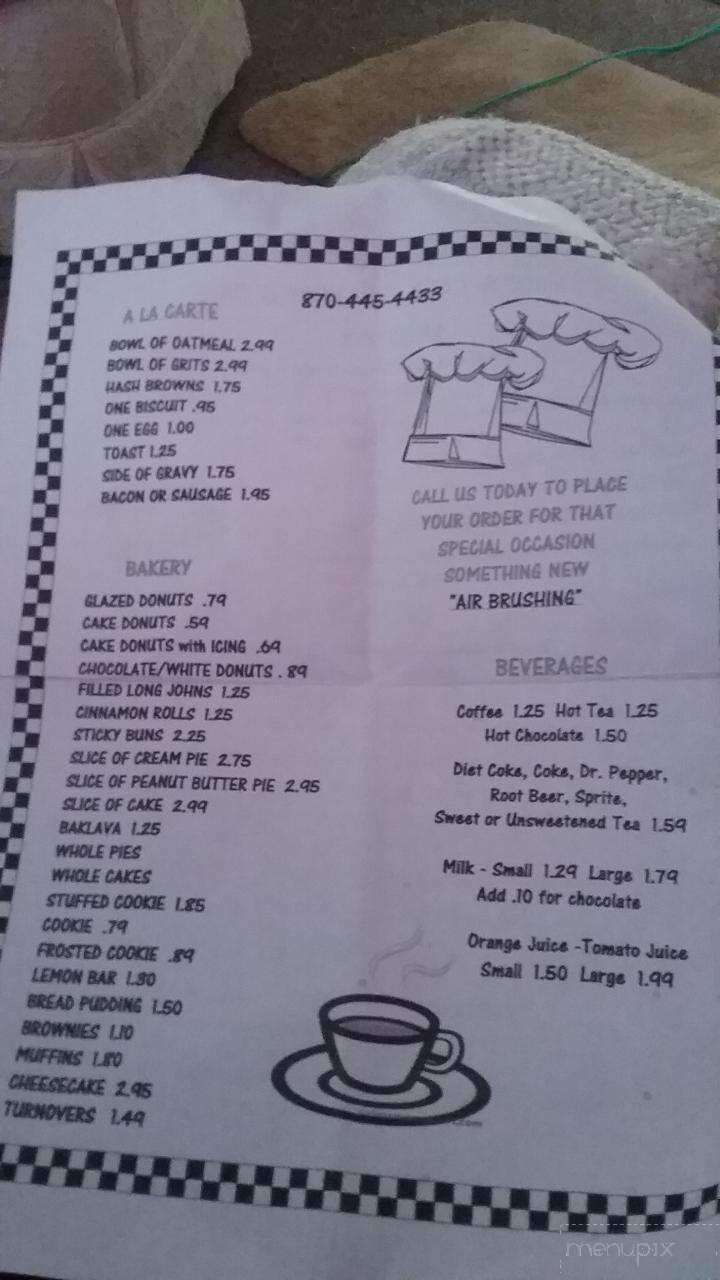 870-445-4433
A LA CARTE
BOWL OF OATMEAL 2.99
BOWL OF GRITS 2.99
HASH BROWNS 1.75
ONE BISCUIT .95
ONE EGG 1.00
TOAST 1.25
SIDE OF GRAVY 1.75
BACON OR SAUSAGE 1.95
BAKERY
GLAZED DONUTS .79
CAKE DONUTS .59
CAKE DONUTS with ICING .69
CHOCOLATE/WHITE DONUTS .89
FILLED LONG JOHNS 1.25
CINNAMON ROLLS 1.25
STICKY BUNS 2.25
SLICE OF CREAM PIE 2.75
SLICE OF PEANUT BUTTER PIE 2.95
SLICE OF CAKE 2.99
BAKLAVA 1.25
WHOLE PIES
WHOLE CAKES
STUFFED COOKIE 1.85
COOKIE .79
FROSTED COOKIE .89
LEMON BAR 1.30
BREAD PUDDING 1.50
BROWNIES 1.10
MUFFINS 1.80
CHEESECAKE 2.95
TURNOVERS 1.49
CALL US TODAY TO PLACE
YOUR ORDER FOR THAT
SPECIAL OCCASION
SOMETHING NEW
"AIR BRUSHING"
BEVERAGES
Coffee 1.25 Hot Tea 1.25
Hot Chocolate 1.50
Diet Coke, Coke, Dr. Pepper,
Root Beer, Sprite,
Sweet or Unsweetened Tea 1.59
Milk - Small 1.29 Large 1.79
Add .10 for chocolate
Orange Juice -Tomato Juice
Small 1.50 Large 1.99
menupix